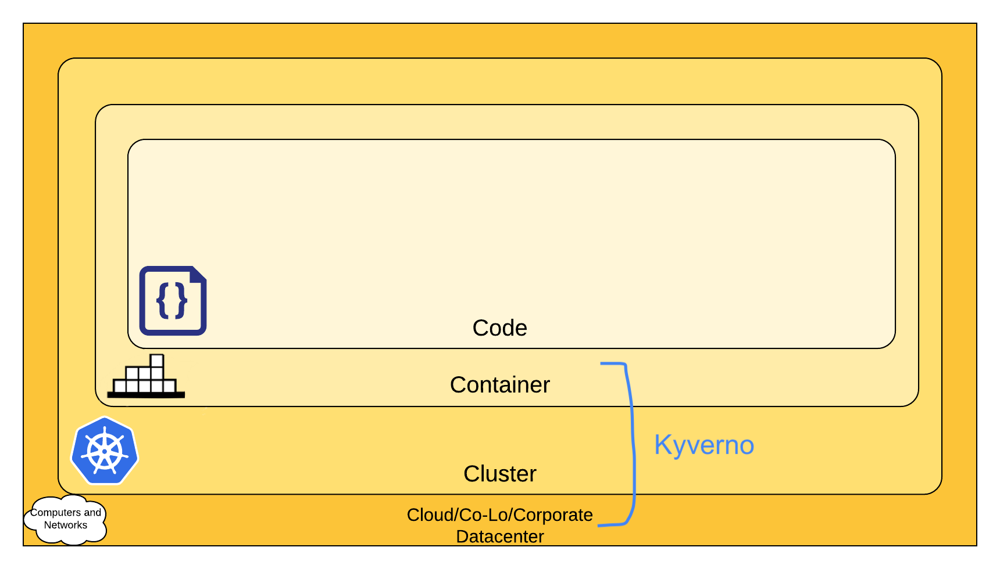 {}
Code
Container
Kyverno
Cluster
Computers and
Networks
Cloud/Co-Lo/Corporate
Datacenter